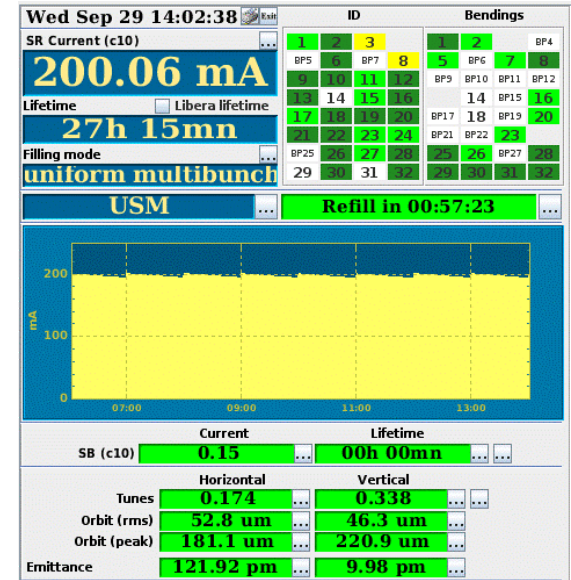 Wed Sep 29 14:02:38 Exit
ID Bendings
SR Current (c10) ...
200.06 mA
Lifetime Libera lifetime
27h 15mn
Filling mode ...
uniform multibunch
1 2 3
BP5 6 BP7 8
9 10 11 12
13 14 15 16
17 18 19 20
21 22 23 24
BP25 26 27 28
29 30 31 32
1 2 BP4
5 BP6 7 8
BP9 BP10 BP11 BP12
14 BP15 16
BP17 18 BP19 20
BP21 BP22 23
25 26 BP27 28
29 30 31 32
USM ... Refill in 00:57:23 ...
mA
200
100
0
07:00 09:00 11:00 13:00
Current Lifetime
SB (c10) 0.15 ... 00h 00mn ... ...
Horizontal Vertical
Tunes 0.174 ... 0.338 ... ...
Orbit (rms) 52.8 um ... 46.3 um ...
Orbit (peak) 181.1 um ... 220.9 um ...
Emittance 121.92 pm ... 9.98 pm ...